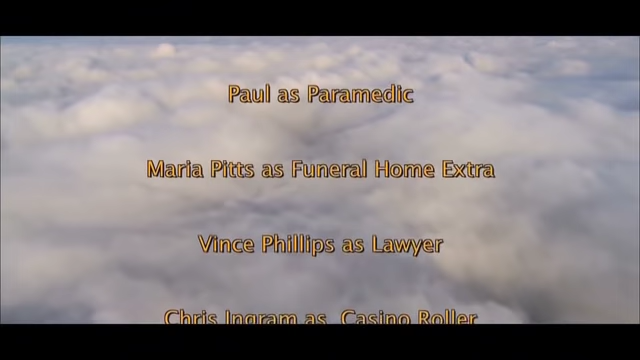 Paul as Paramedic
Maria Pitts as Funeral Home Extra
Vince Phillips as Lawyer
Chris Ingram as Casino Roller